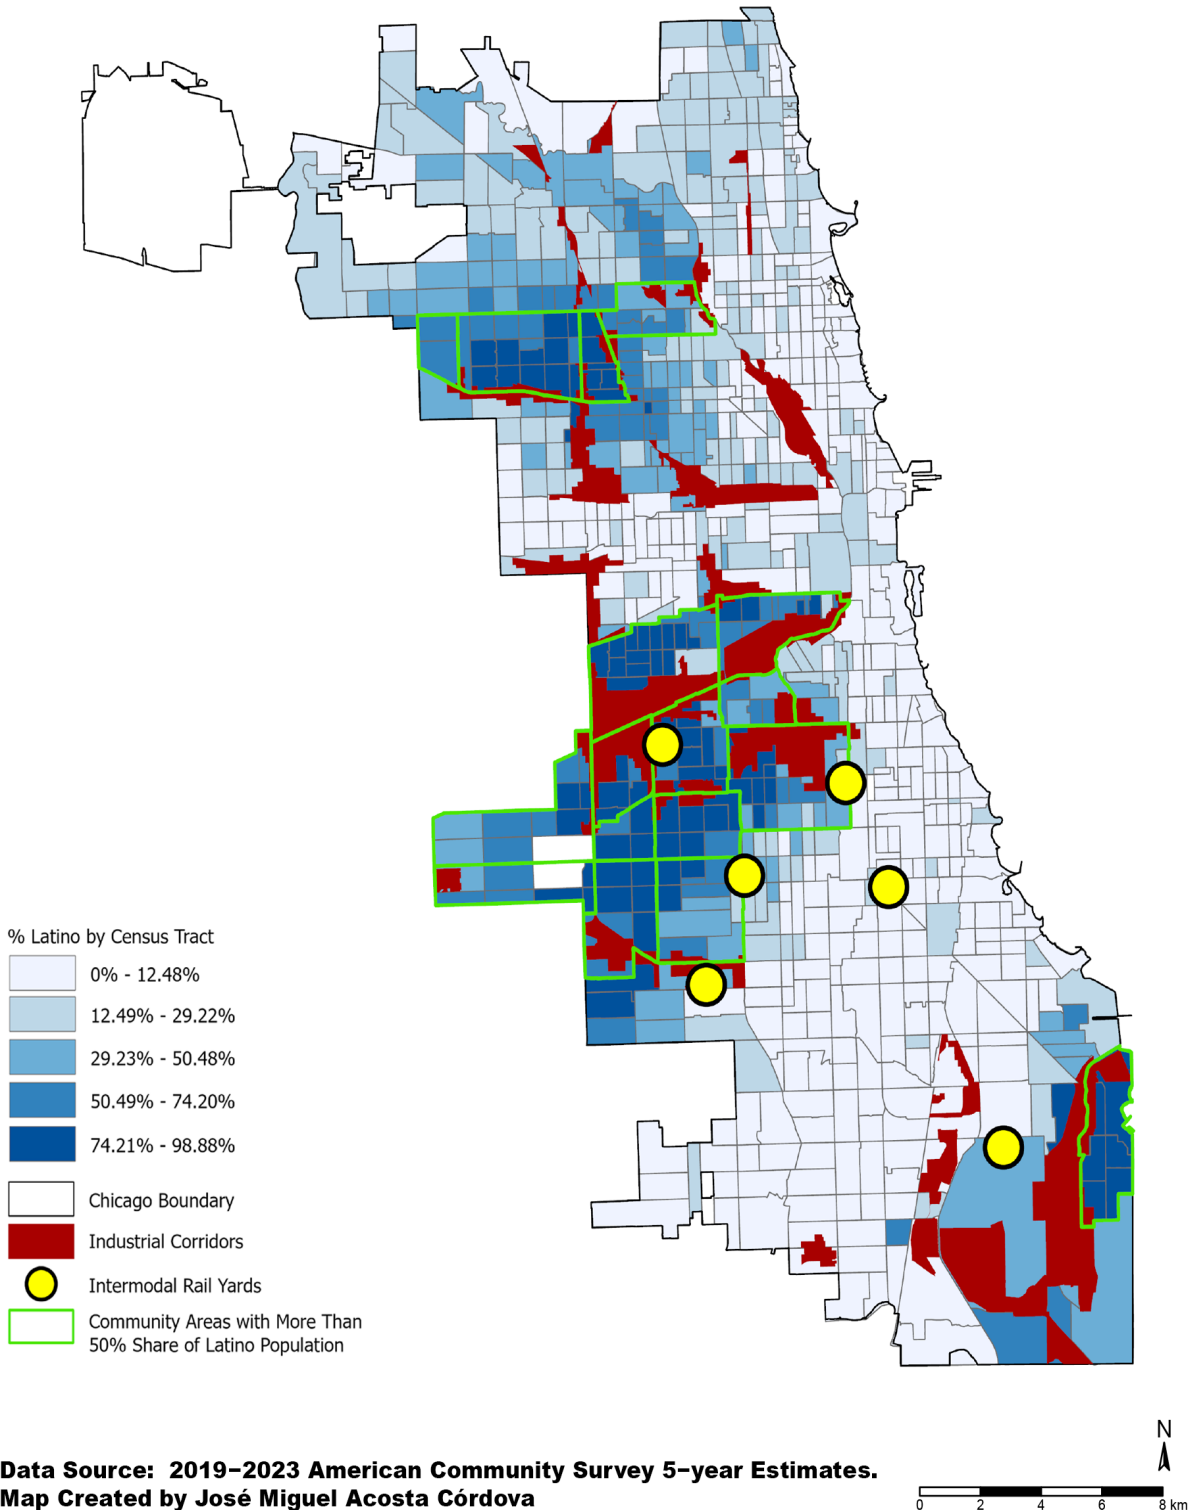 % Latino by Census Tract
0% - 12.48%
12.49% - 29.22%
29.23% - 50.48%
50.49% - 74.20%
74.21% - 98.88%
Chicago Boundary
Industrial Corridors
Intermodal Rail Yards
Community Areas with More Than
50% Share of Latino Population
N
Data Source:  2019−2023 American Community Survey 5−year Estimates.
Map Created by José Miguel Acosta Córdova
0 2 4 6 8 km